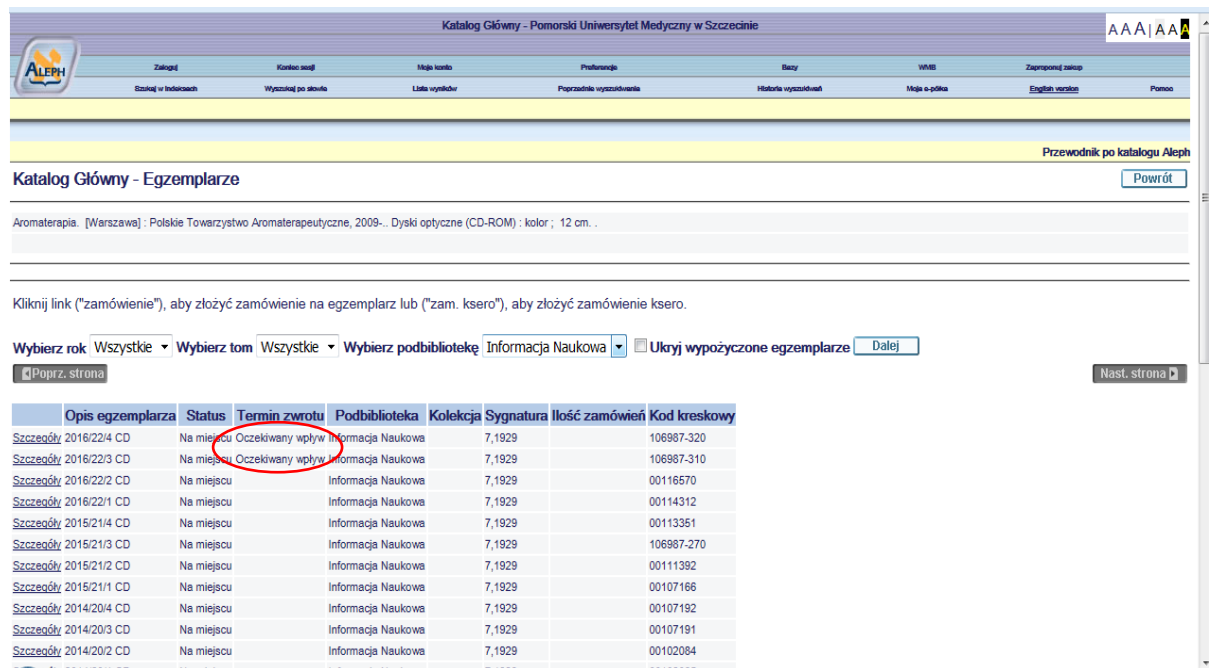 Katalog Główny - Pomorski Uniwersytet Medyczny w Szczecinie
A A A | A A A
ALEPH
Zaloguj Koniec sesji Moje konto Preferencje Bazy WMB Zaproponuj zakup
Szukaj w Indeksach Wyszukaj po słowie Lista wyników Poprzednie wyszukiwania Historia wyszukiwań Moja e-półka English version Pomoc
Przewodnik po katalogu Aleph
Katalog Główny - Egzemplarze Powrót
Aromaterapia. [Warszawa] : Polskie Towarzystwo Aromaterapeutyczne, 2009-.. Dyski optyczne (CD-ROM) : kolor ; 12 cm. .
Kliknij link ("zamówienie"), aby złożyć zamówienie na egzemplarz lub ("zam. ksero"), aby złożyć zamówienie ksero.
Wybierz rok Wszystkie Wybierz tom Wszystkie Wybierz podbibliotekę Informacja Naukowa Ukryj wypożyczone egzemplarze Dalej
Poprz. strona Nast. strona
Opis egzemplarza Status Termin zwrotu Podbiblioteka Kolekcja Sygnatura Ilość zamówień Kod kreskowy
Szczegóły 2016/22/4 CD Na miejscu Oczekiwany wpływ Informacja Naukowa 7,1929 106987-320
Szczegóły 2016/22/3 CD Na miejscu Oczekiwany wpływ Informacja Naukowa 7,1929 106987-310
Szczegóły 2016/22/2 CD Na miejscu Informacja Naukowa 7,1929 00116570
Szczegóły 2016/22/1 CD Na miejscu Informacja Naukowa 7,1929 00114312
Szczegóły 2015/21/4 CD Na miejscu Informacja Naukowa 7,1929 00113351
Szczegóły 2015/21/3 CD Na miejscu Informacja Naukowa 7,1929 106987-270
Szczegóły 2015/21/2 CD Na miejscu Informacja Naukowa 7,1929 00111392
Szczegóły 2015/21/1 CD Na miejscu Informacja Naukowa 7,1929 00107166
Szczegóły 2014/20/4 CD Na miejscu Informacja Naukowa 7,1929 00107192
Szczegóły 2014/20/3 CD Na miejscu Informacja Naukowa 7,1929 00107191
Szczegóły 2014/20/2 CD Na miejscu Informacja Naukowa 7,1929 00102084